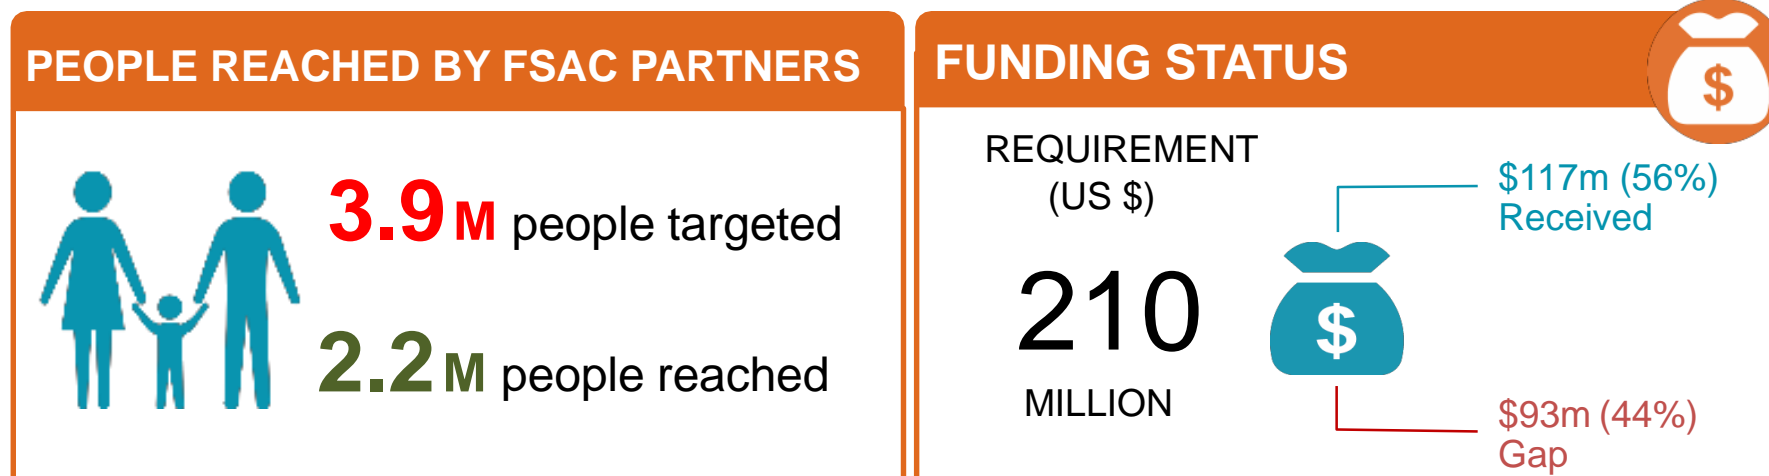 PEOPLE REACHED BY FSAC PARTNERS
3.9 M people targeted
2.2 M people reached
FUNDING STATUS
$
REQUIREMENT
(US $)
210
MILLION
$
$117m (56%)
Received
$93m (44%)
Gap